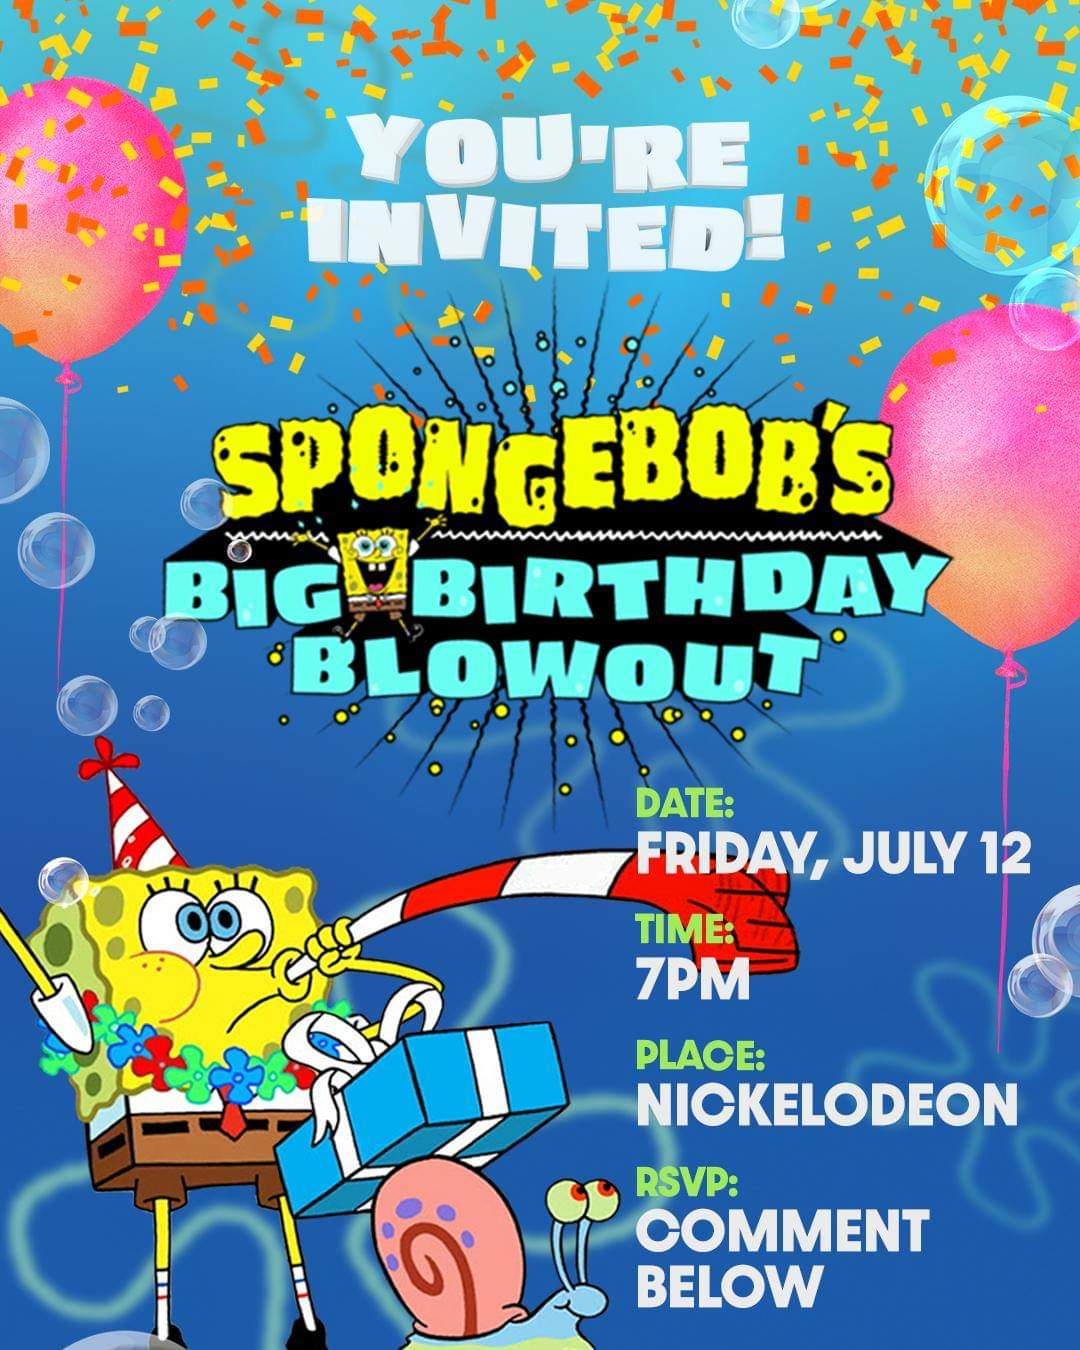 YOU'RE
INVITED!
SPONGEBOB'S
BIG BIRTHDAY
BLOWOUT
DATE:
FRIDAY, JULY 12
TIME:
7PM
PLACE:
NICKELODEON
RSVP:
COMMENT
BELOW